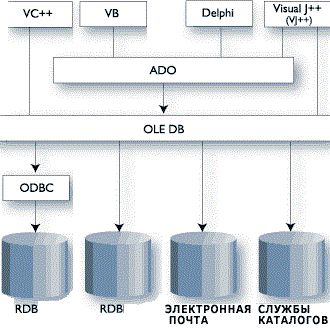 VC++ VB Delphi Visual J++
(VJ++)
ADO
OLE DB
ODBC
RDB RDB ЭЛЕКТРОННАЯ СЛУЖБЫ
ПОЧТА КАТАЛОГОВ